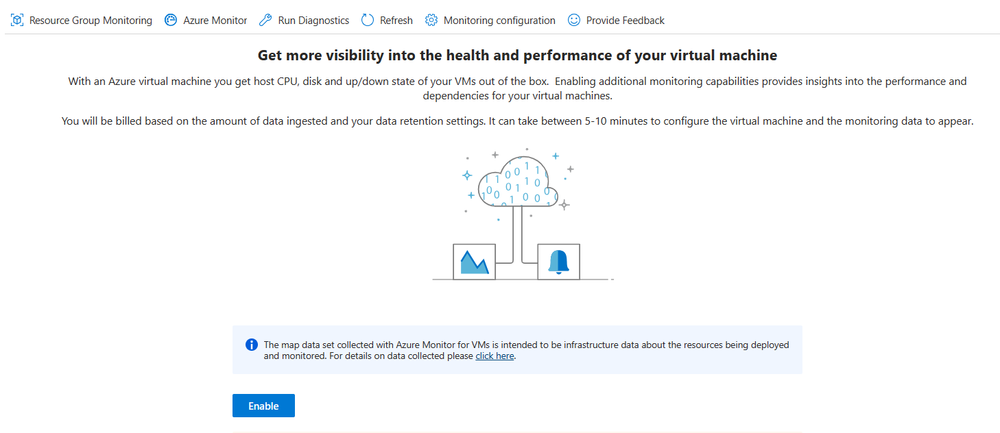 Resource Group Monitoring Azure Monitor Run Diagnostics Refresh Monitoring configuration Provide Feedback
Get more visibility into the health and performance of your virtual machine
With an Azure virtual machine you get host CPU, disk and up/down state of your VMs out of the box.  Enabling additional monitoring capabilities provides insights into the performance and
dependencies for your virtual machines.
You will be billed based on the amount of data ingested and your data retention settings. It can take between 5-10 minutes to configure the virtual machine and the monitoring data to appear.
The map data set collected with Azure Monitor for VMs is intended to be infrastructure data about the resources being deployed
and monitored. For details on data collected please click here.
Enable